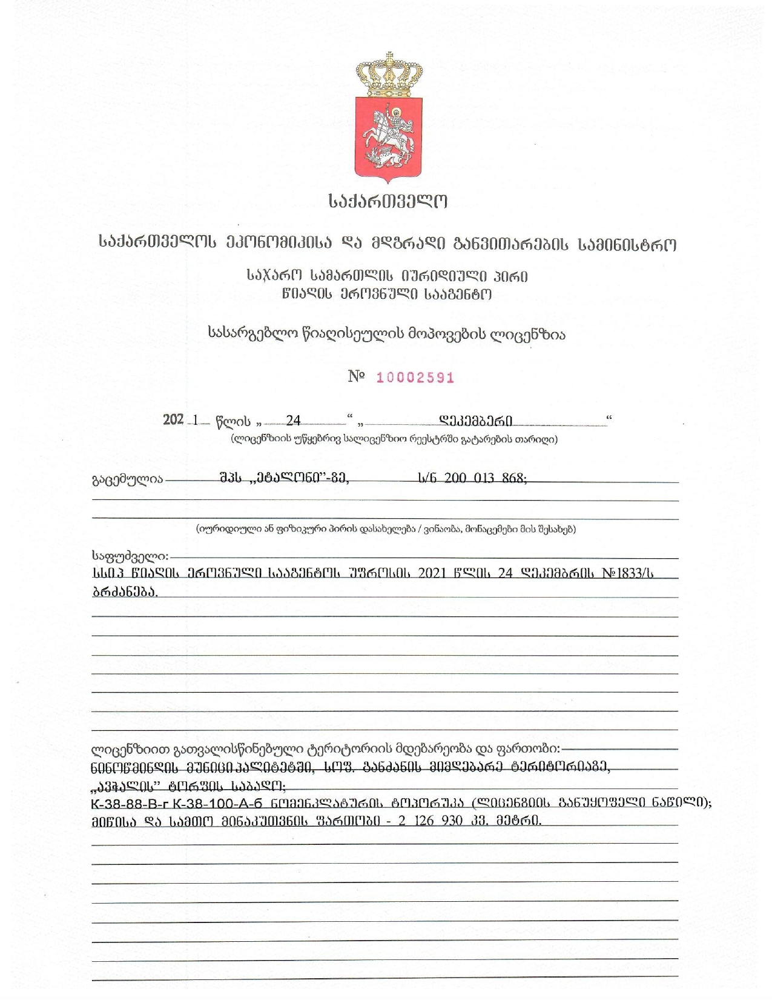 საქართველო
საქართველოს ეკონომიკისა და მდგრადი განვითარების სამინისტრო
საჯარო სამართლის იურიდიული პირი
წიაღის ეროვნული სააგენტო
სასარგებლო წიაღისეულის მოპოვების ლიცენზია
№ 10002591
202 1 წლის „ 24 “ „ დეკემბერი “
(ლიცენზიის უწყებრივ სალიცენზიო რეესტრში გატარების თარიღი)
გაცემულია შპს „ეტალონი”-ზე, ს/ნ 200 013 868;
(იურიდიული ან ფიზიკური პირის დასახელება / ვინაობა, მონაცემები მის შესახებ)
საფუძველი:
სსიპ წიაღის ეროვნული სააგენტოს უფროსის 2021 წლის 24 დეკემბრის №1833/ს
ბრძანება.
ლიცენზიით გათვალისწინებული ტერიტორიის მდებარეობა და ფართობი:
ნინოწმინდის მუნიციპალიტეტში, სოფ. განძანის მიმდებარე ტერიტორიაზე,
„ავჭალის” ტორფის საბადო;
К-38-88-В-г К-38-100-А-б ნომენკლატურის ტოპორუკა (ლიცენზიის განუყოფელი ნაწილი);
მიწისა და სამთო მინაკუთვნის ფართობი - 2 126 930 კვ. მეტრი.